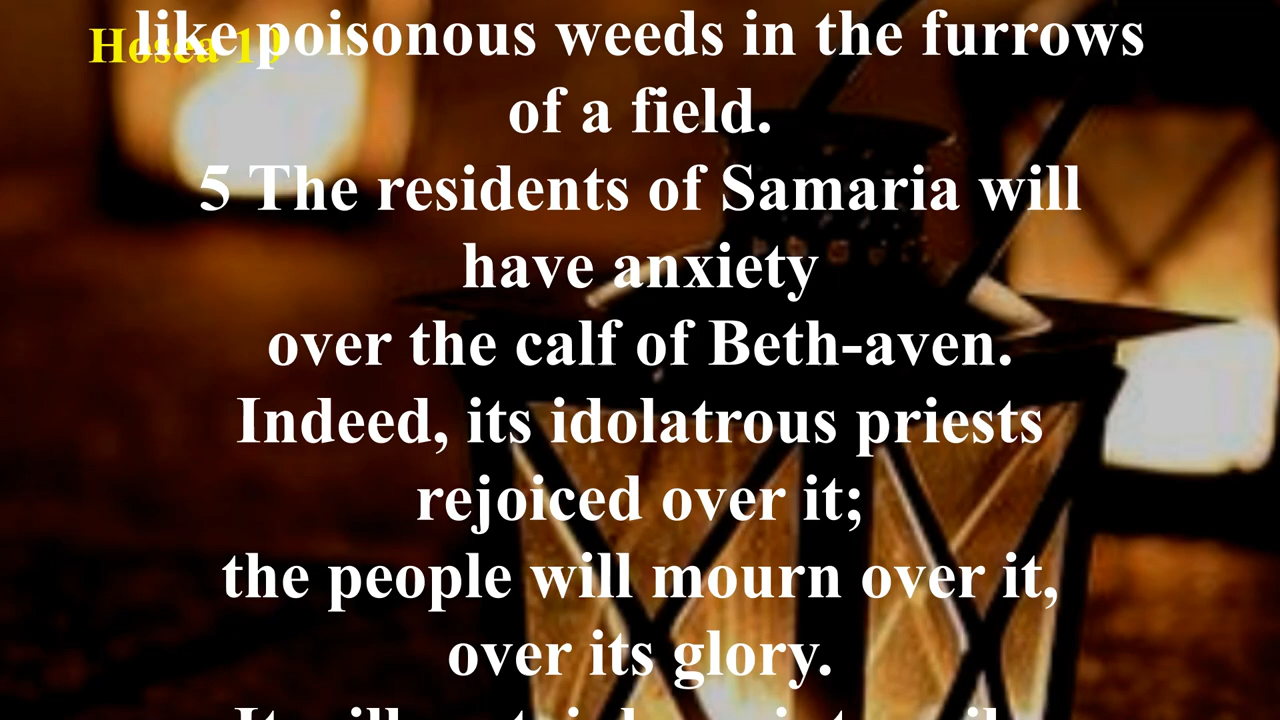 Hosea 10
like poisonous weeds in the furrows
of a field.
5 The residents of Samaria will
have anxiety
over the calf of Beth-aven.
Indeed, its idolatrous priests
rejoiced over it;
the people will mourn over it,
over its glory.